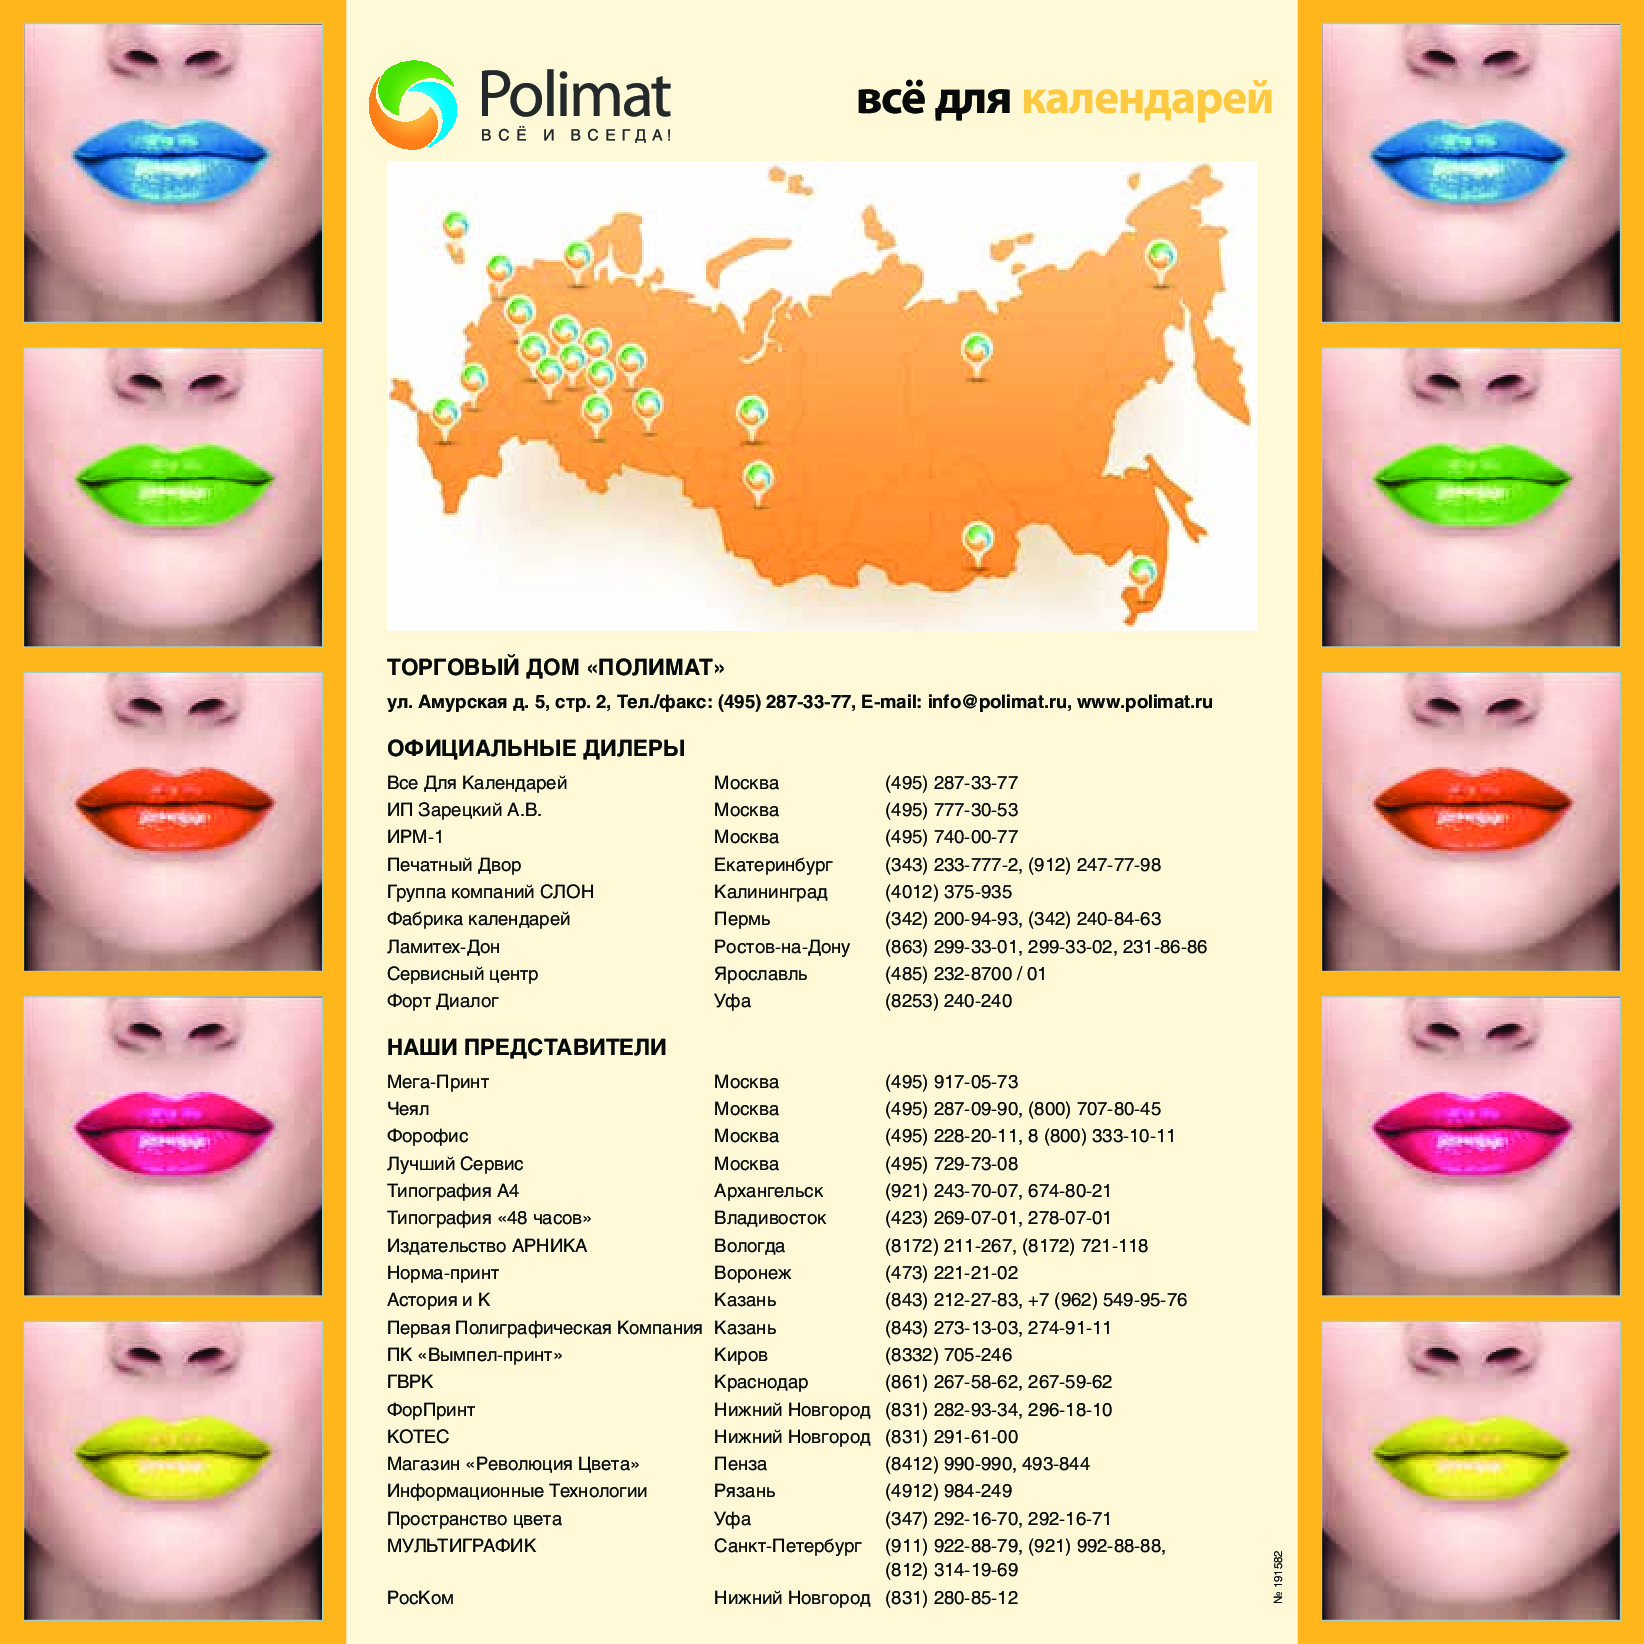 Polimat
ВСЁ И ВСЕГДА!
всё для календарей
ТОРГОВЫЙ ДОМ «ПОЛИМАТ»
ул. Амурская д. 5, стр. 2, Тел./факс: (495) 287-33-77, E-mail: info@polimat.ru, www.polimat.ru
ОФИЦИАЛЬНЫЕ ДИЛЕРЫ
Все Для Календарей Москва (495) 287-33-77
ИП Зарецкий А.В. Москва (495) 777-30-53
ИРМ-1 Москва (495) 740-00-77
Печатный Двор Екатеринбург (343) 233-777-2, (912) 247-77-98
Группа компаний СЛОН Калининград (4012) 375-935
Фабрика календарей Пермь (342) 200-94-93, (342) 240-84-63
Ламитех-Дон Ростов-на-Дону (863) 299-33-01, 299-33-02, 231-86-86
Сервисный центр Ярославль (485) 232-8700 / 01
Форт Диалог Уфа (8253) 240-240
НАШИ ПРЕДСТАВИТЕЛИ
Мега-Принт Москва (495) 917-05-73
Чеял Москва (495) 287-09-90, (800) 707-80-45
Форофис Москва (495) 228-20-11, 8 (800) 333-10-11
Лучший Сервис Москва (495) 729-73-08
Типография А4 Архангельск (921) 243-70-07, 674-80-21
Типография «48 часов» Владивосток (423) 269-07-01, 278-07-01
Издательство АРНИКА Вологда (8172) 211-267, (8172) 721-118
Норма-принт Воронеж (473) 221-21-02
Астория и К Казань (843) 212-27-83, +7 (962) 549-95-76
Первая Полиграфическая Компания Казань (843) 273-13-03, 274-91-11
ПК «Вымпел-принт» Киров (8332) 705-246
ГВРК Краснодар (861) 267-58-62, 267-59-62
ФорПринт Нижний Новгород (831) 282-93-34, 296-18-10
КОТЕС Нижний Новгород (831) 291-61-00
Магазин «Революция Цвета» Пенза (8412) 990-990, 493-844
Информационные Технологии Рязань (4912) 984-249
Пространство цвета Уфа (347) 292-16-70, 292-16-71
МУЛЬТИГРАФИК Санкт-Петербург (911) 922-88-79, (921) 992-88-88,
(812) 314-19-69
РосКом Нижний Новгород (831) 280-85-12
№ 191582